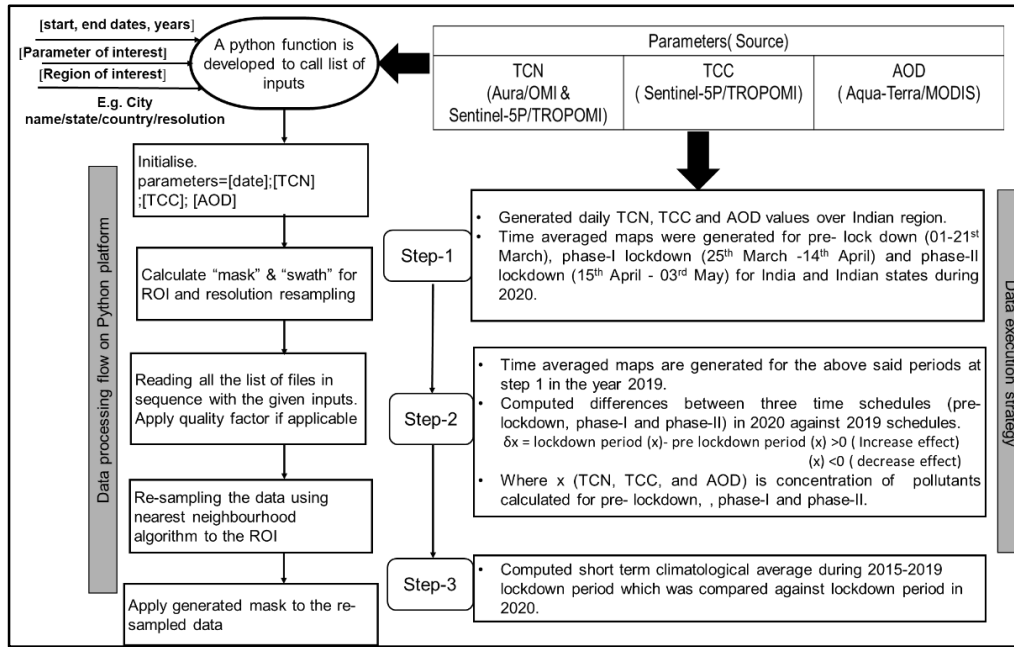 [start, end dates, years]
[Parameter of interest]
[Region of interest]
E.g. City
name/state/country/resolution
A python function is
developed to call list of
inputs
Parameters( Source)
TCN
(Aura/OMI &
Sentinel-5P/TROPOMI)
TCC
( Sentinel-5P/TROPOMI)
AOD
( Aqua-Terra/MODIS)
Data processing flow on Python platform
Initialise.
parameters=[date];[TCN]
;[TCC]; [AOD]
Calculate “mask” & “swath” for
ROI and resolution resampling
Reading all the list of files in
sequence with the given inputs.
Apply quality factor if applicable
Re-sampling the data using
nearest neighbourhood
algorithm to the ROI
Apply generated mask to the re-
sampled data
Step-1
• Generated daily TCN, TCC and AOD values over Indian region.
• Time averaged maps were generated for pre- lock down (01-21st
March), phase-I lockdown (25th March -14th April) and phase-II
lockdown (15th April - 03rd May) for India and Indian states during
2020.
Step-2
• Time averaged maps are generated for the above said periods at
step 1 in the year 2019.
• Computed differences between three time schedules (pre-
lockdown, phase-I and phase-II) in 2020 against 2019 schedules.
δx = lockdown period (x)- pre lockdown period (x) >0 ( Increase effect)
(x) <0 ( decrease effect)
• Where x (TCN, TCC, and AOD) is concentration of pollutants
calculated for pre- lockdown, , phase-I and phase-II.
Step-3
• Computed short term climatological average during 2015-2019
lockdown period which was compared against lockdown period in
2020.
Data execution strategy